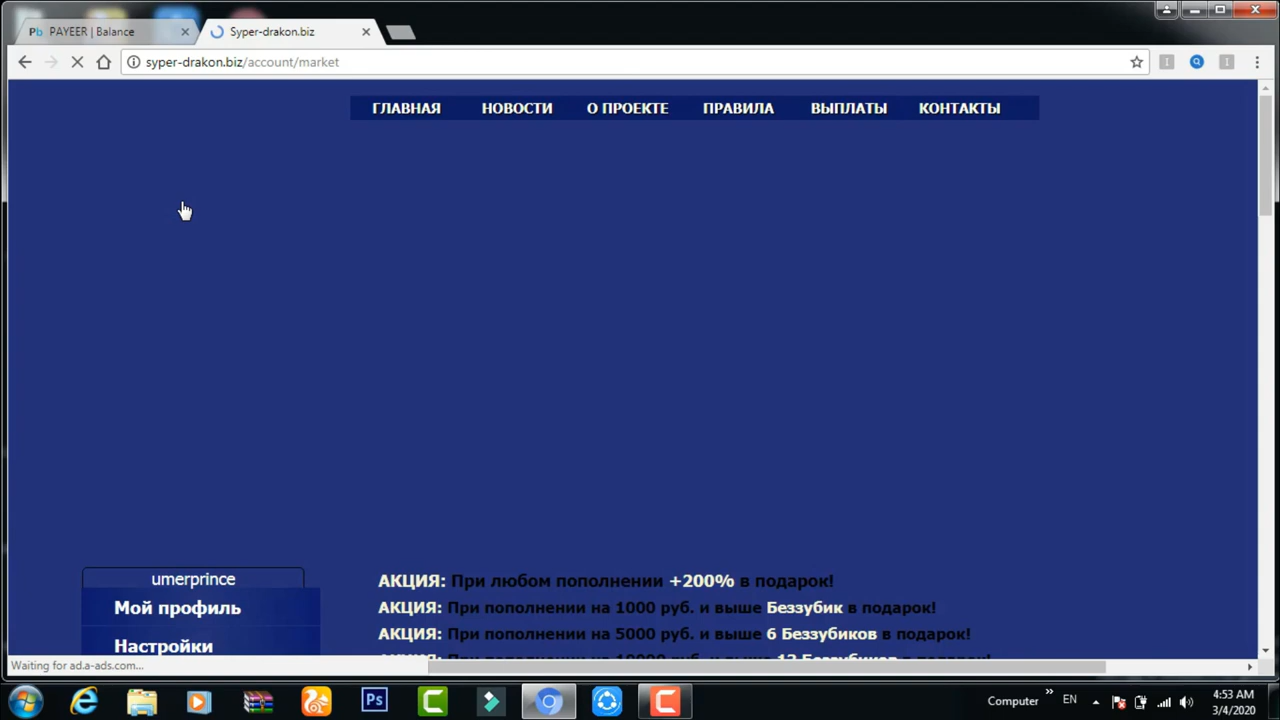 PAYEER | Balance
Syper-drakon.biz
syper-drakon.biz/account/market
ГЛАВНАЯ НОВОСТИ О ПРОЕКТЕ ПРАВИЛА ВЫПЛАТЫ КОНТАКТЫ
umerprince
Мой профиль
Настройки
АКЦИЯ: При любом пополнении +200% в подарок!
АКЦИЯ: При пополнении на 1000 руб. и выше Беззубик в подарок!
АКЦИЯ: При пополнении на 5000 руб. и выше 6 Беззубиков в подарок!
Waiting for ad.a-ads.com...
Computer
EN
4:53 AM
3/4/2020